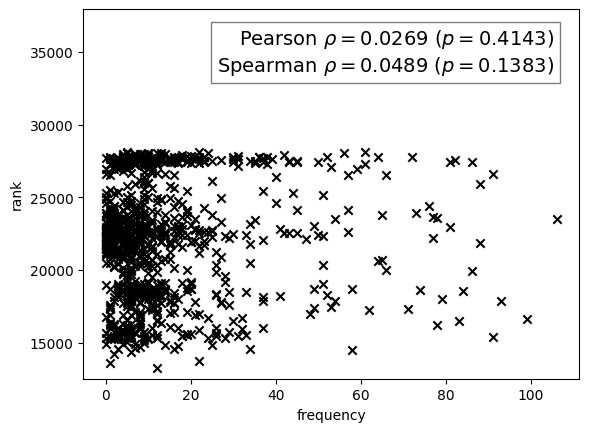 Pearson ρ = 0.0269 (p = 0.4143)
Spearman ρ = 0.0489 (p = 0.1383)
35000
30000
25000
20000
15000
rank
0 20 40 60 80 100
frequency